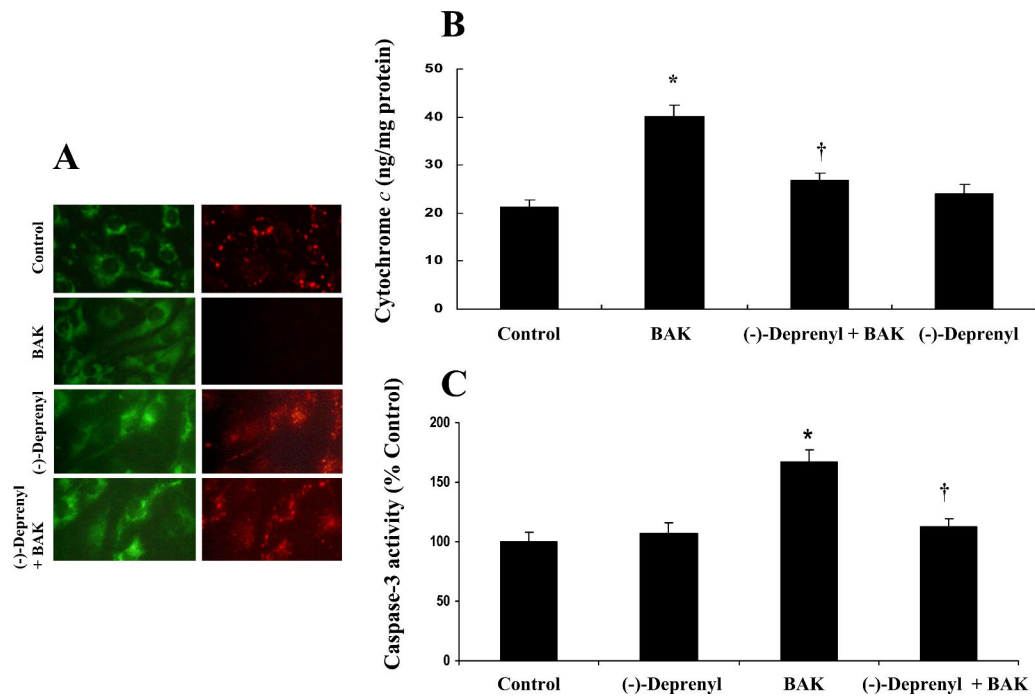 A
Control
BAK
(-)-Deprenyl
(-)-Deprenyl
+ BAK
B
Cytochrome c (ng/mg protein)
50
40
30
20
10
0
*
†
Control
BAK
(-)-Deprenyl + BAK
(-)-Deprenyl
C
Caspase-3 activity (% Control)
200
150
100
50
0
*
†
Control
(-)-Deprenyl
BAK
(-)-Deprenyl + BAK